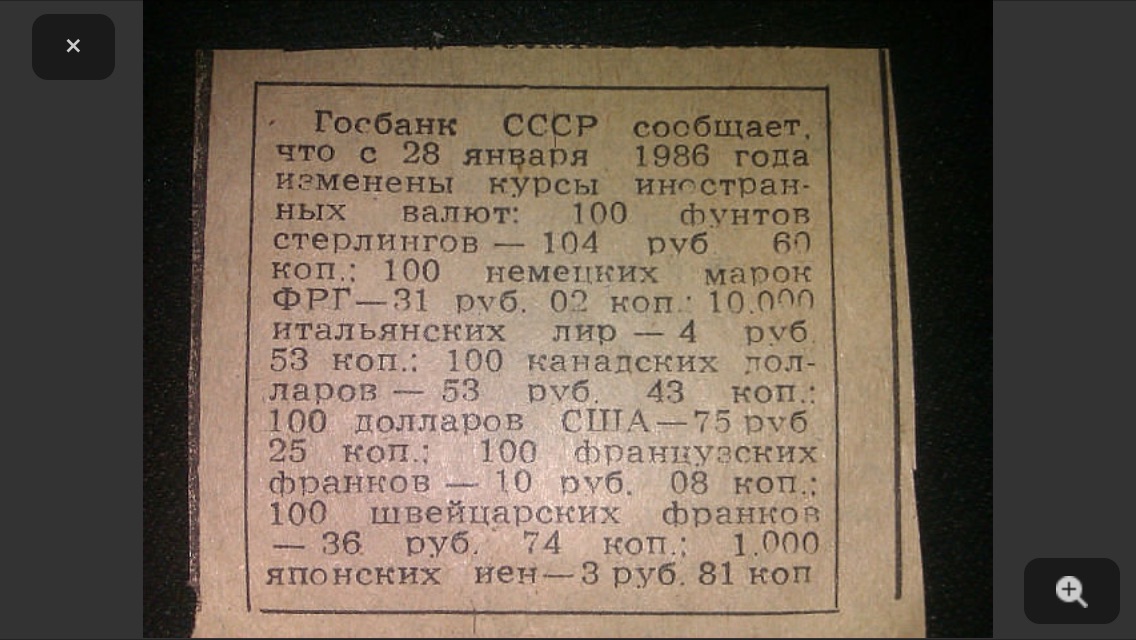 Госбанк СССР сообщает,
что с 28 января 1986 года
изменены курсы иностран-
ных валют: 100 фунтов
стерлингов — 104 руб 60
коп.; 100 немецких марок
ФРГ—31 руб. 02 коп.; 10.000
итальянских лир — 4 руб
53 коп.; 100 канадских дол-
ларов — 53 руб. 43 коп.;
100 долларов США—75 руб
25 коп.; 100 французских
франков — 10 руб. 08 коп.;
100 швейцарских франков
— 36 руб. 74 коп.; 1.000
японских иен—3 руб. 81 коп